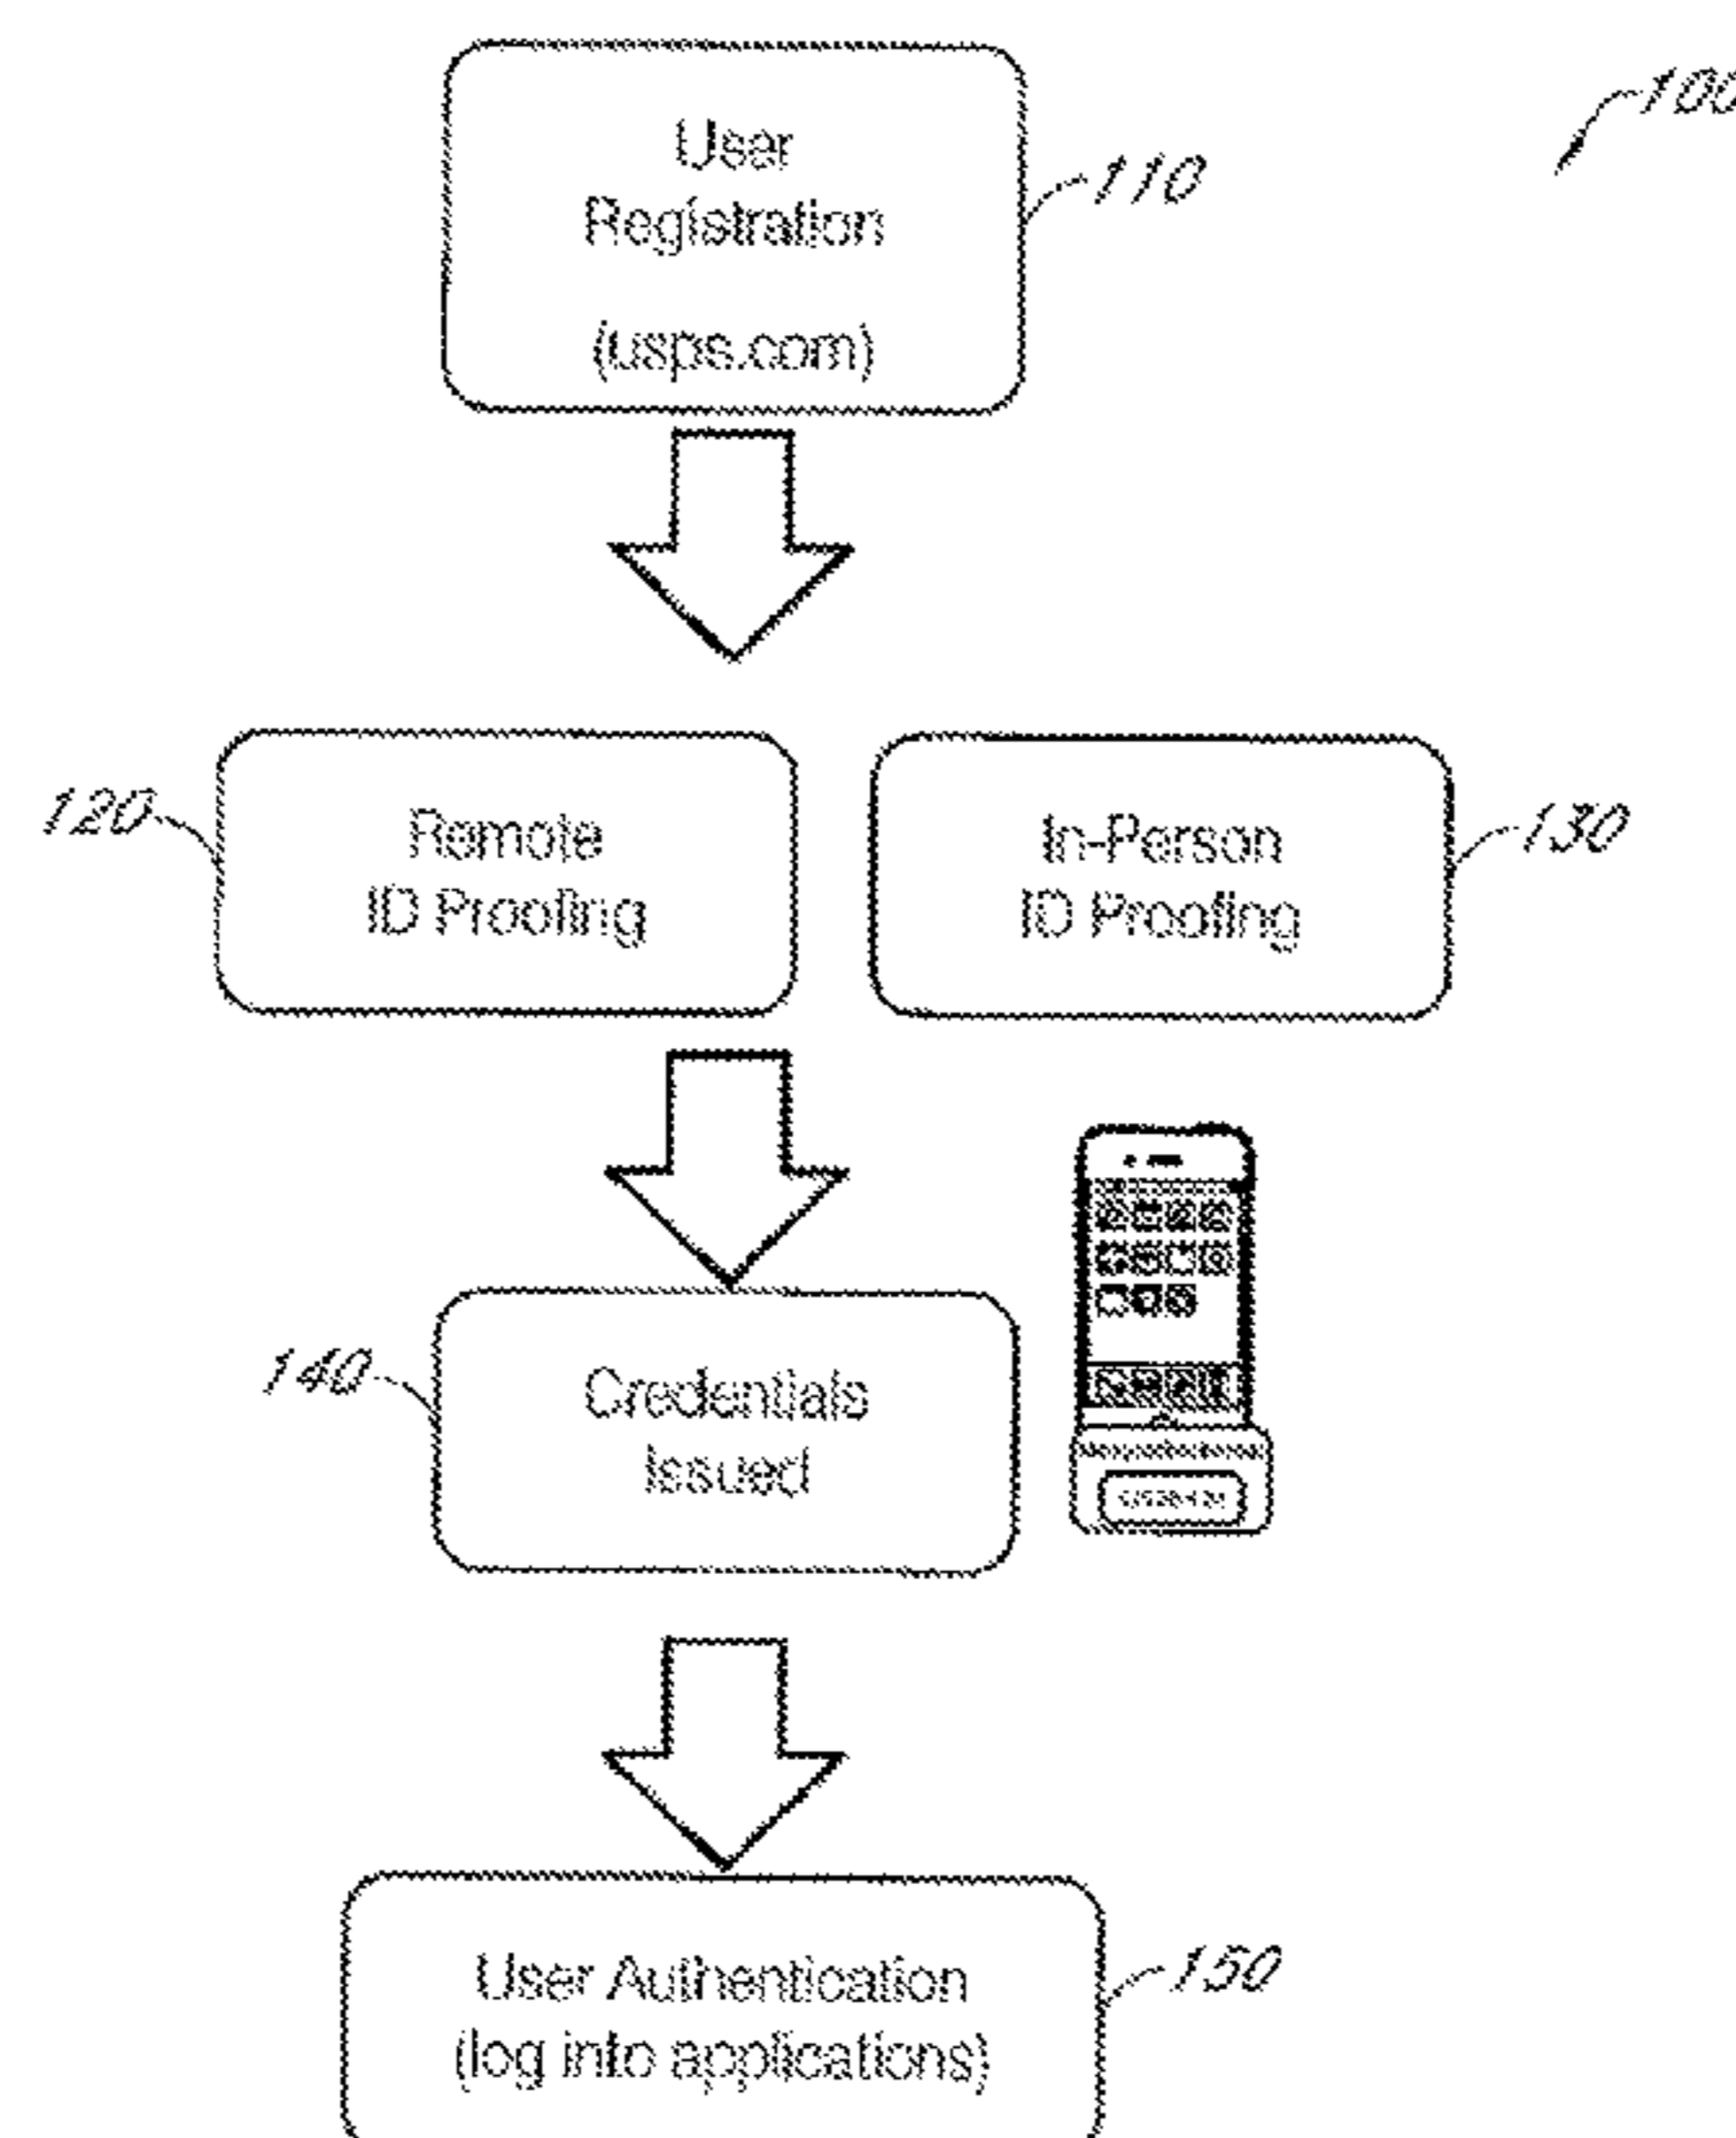 100
User
Registration
(usps.com)
110
120
Remote
ID Proofing
In-Person
ID Proofing
130
140
Credentials
Issued
User Authentication
(log into applications)
150